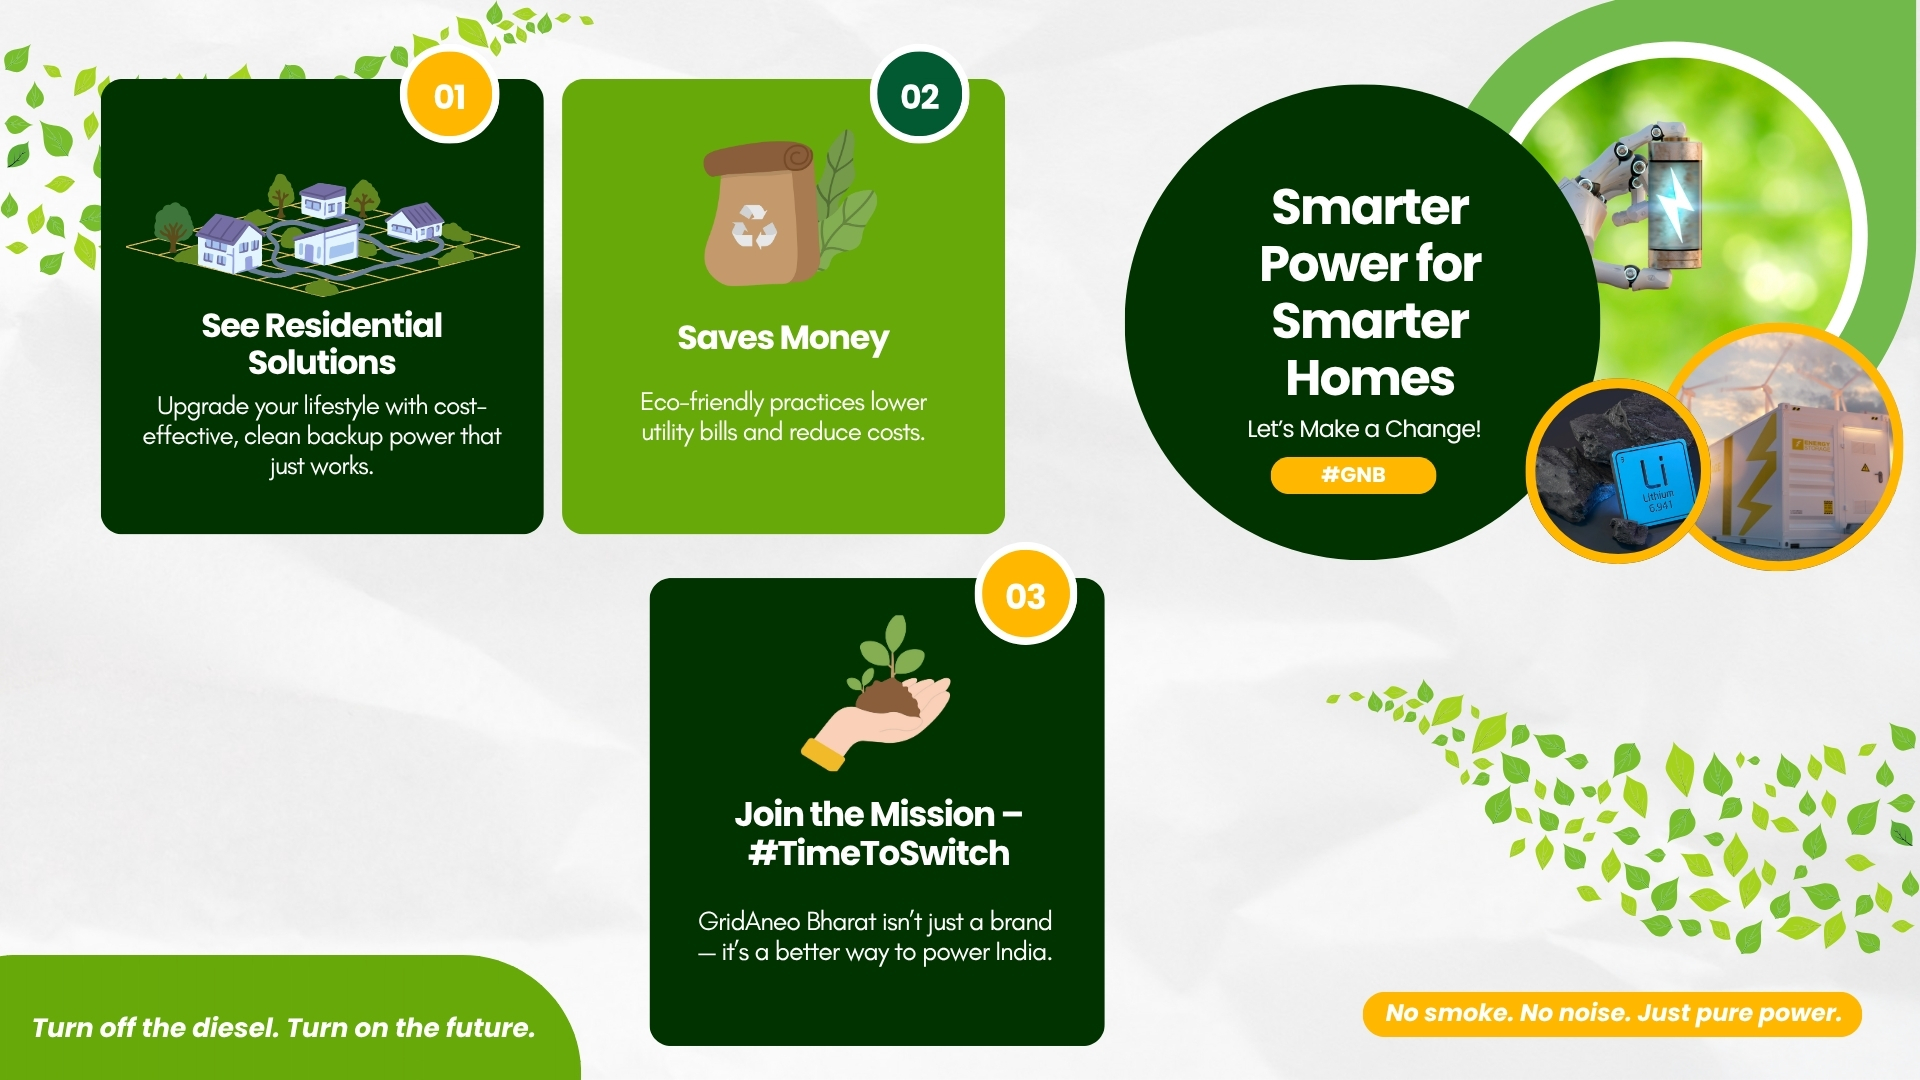 01
See Residential
Solutions
Upgrade your lifestyle with cost-
effective, clean backup power that
just works.
02
Saves Money
Eco-friendly practices lower
utility bills and reduce costs.
Smarter
Power for
Smarter
Homes
Let's Make a Change!
#GNB
3
Li
Lithium
6.941
ENERGY
03
Join the Mission –
#TimeToSwitch
GridAneo Bharat isn't just a brand
— it's a better way to power India.
Turn off the diesel. Turn on the future.
No smoke. No noise. Just pure power.